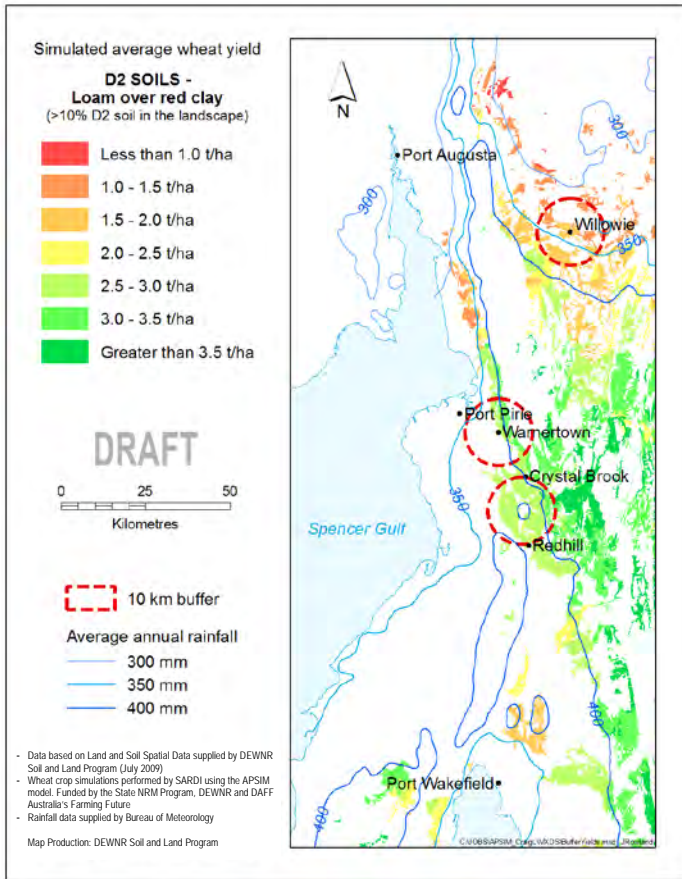 Simulated average wheat yield
D2 SOILS -
Loam over red clay
(>10% D2 soil in the landscape)
Less than 1.0 t/ha
1.0 - 1.5 t/ha
1.5 - 2.0 t/ha
2.0 - 2.5 t/ha
2.5 - 3.0 t/ha
3.0 - 3.5 t/ha
Greater than 3.5 t/ha
DRAFT
0 25 50
Kilometres
10 km buffer
Average annual rainfall
300 mm
350 mm
400 mm
- Data based on Land and Soil Spatial Data supplied by DEWNR
Soil and Land Program (July 2009)
- Wheat crop simulations performed by SARDI using the APSIM
model. Funded by the State NRM Program, DEWNR and DAFF
Australia's Farming Future
- Rainfall data supplied by Bureau of Meteorology
Map Production: DEWNR Soil and Land Program
N
300
Port Augusta
300
Willowie
350
Port Pirie
Warnertown
Crystal Brook
350
Spencer Gulf
Redhill
400
Port Wakefield
400